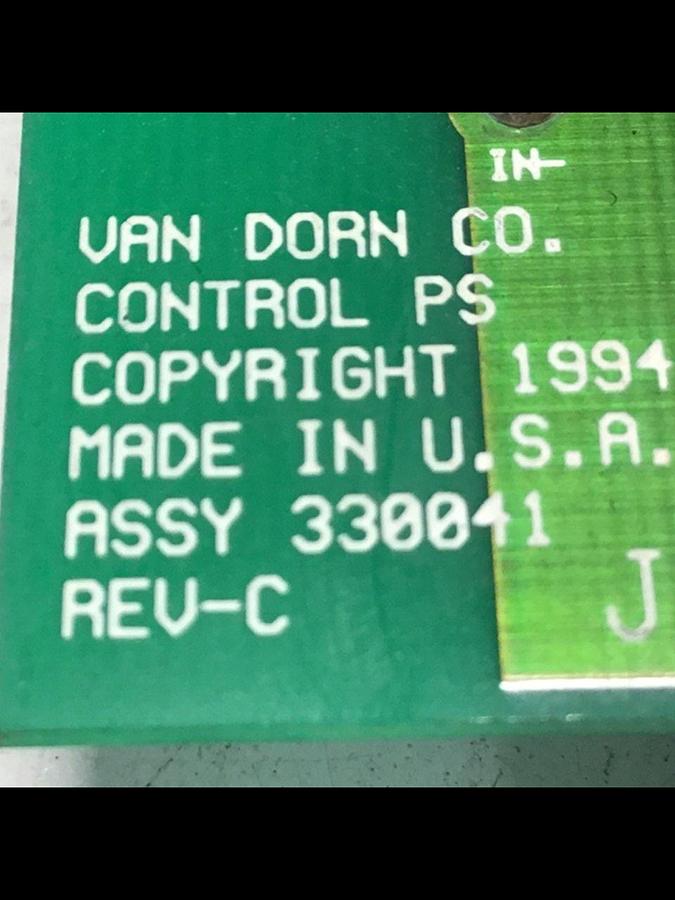 IN-
VAN DORN CO.
CONTROL PS
COPYRIGHT 1994
MADE IN U.S.A.
ASSY 330041
REV-C
J